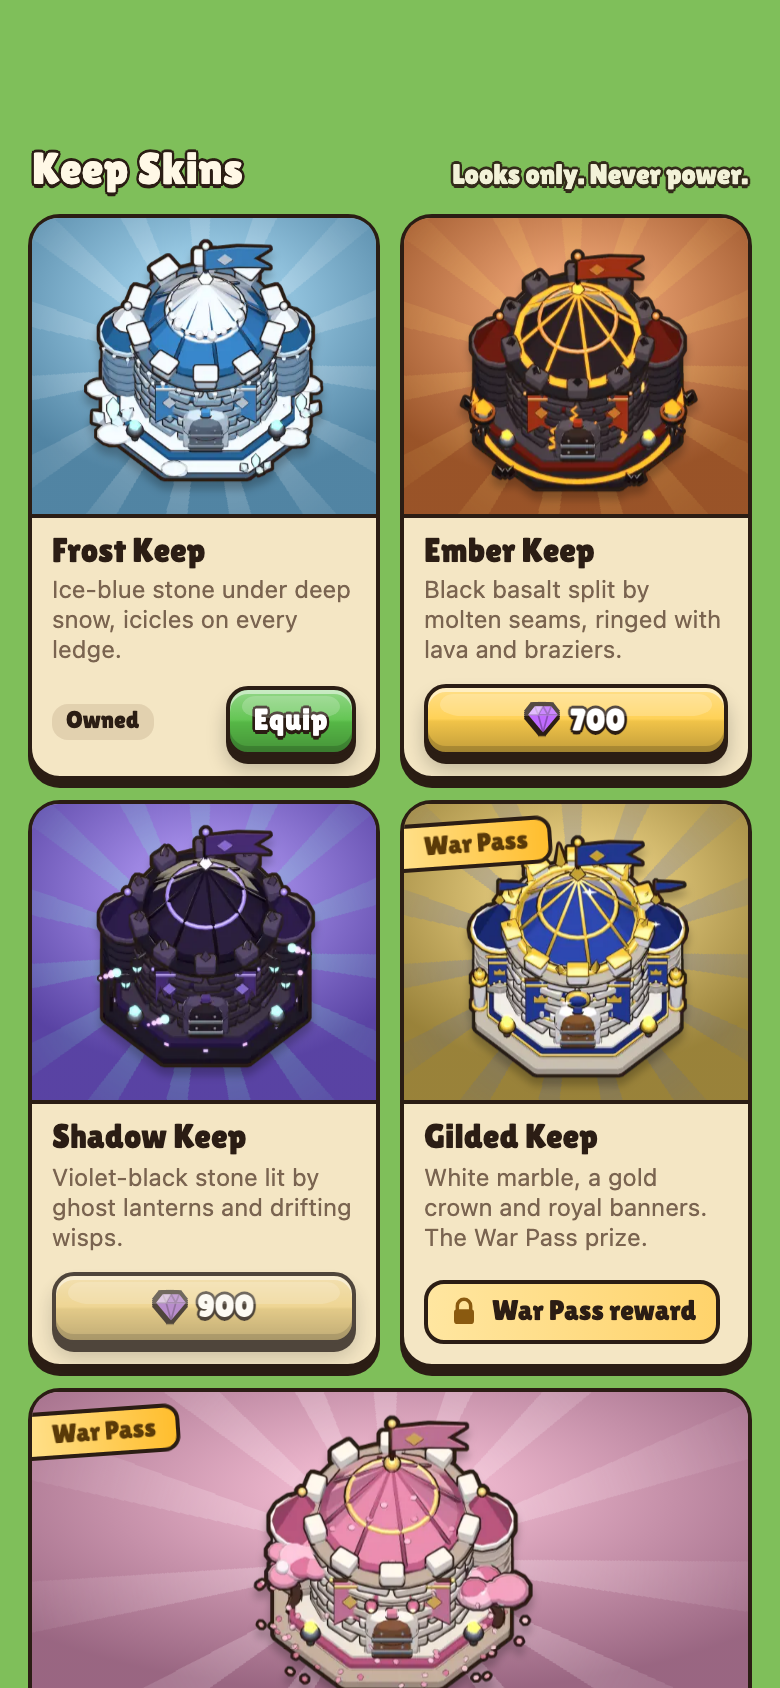 Keep Skins
Looks only. Never power.
Frost Keep
Ice-blue stone under deep
snow, icicles on every
ledge.
Owned
Equip
Ember Keep
Black basalt split by
molten seams, ringed with
lava and braziers.
700
Shadow Keep
Violet-black stone lit by
ghost lanterns and drifting
wisps.
900
War Pass
Gilded Keep
White marble, a gold
crown and royal banners.
The War Pass prize.
War Pass reward
War Pass